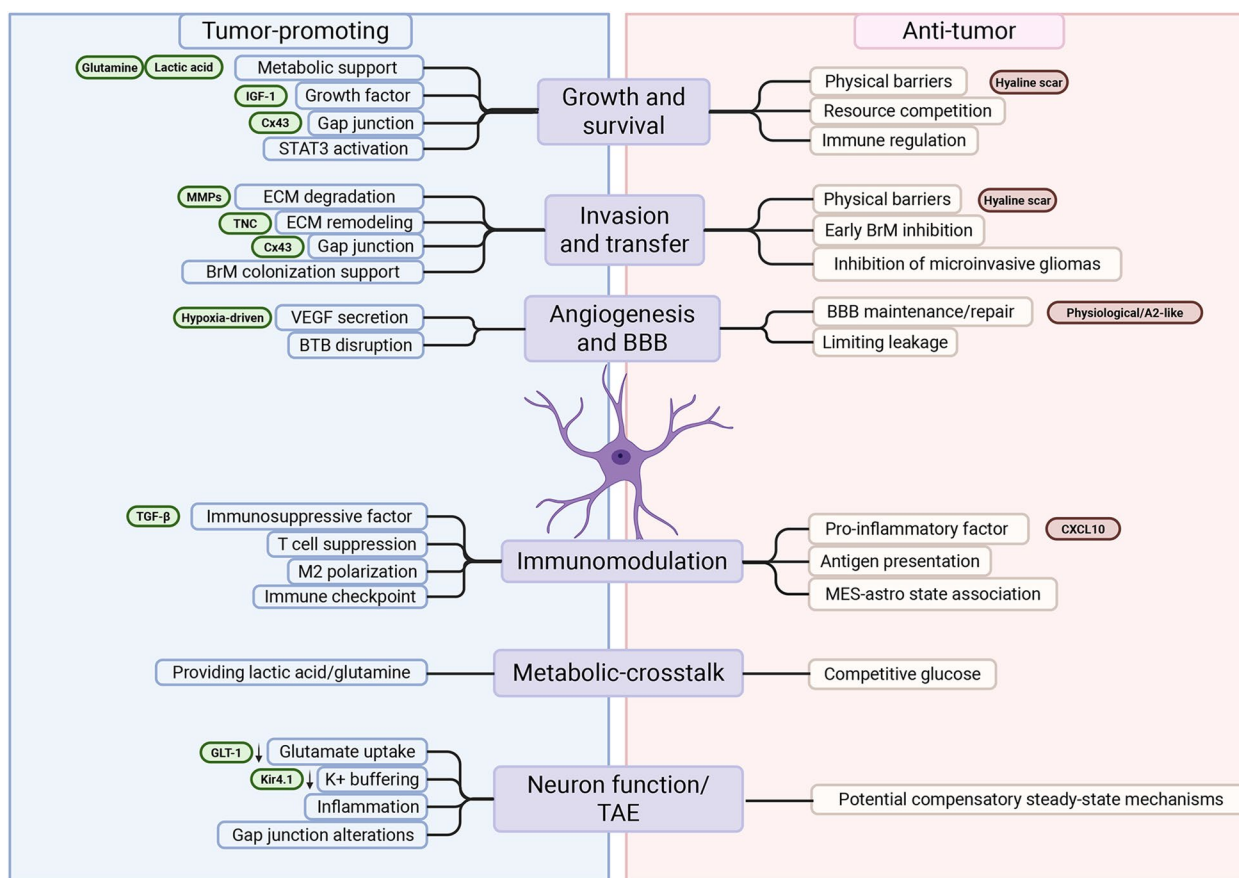 Tumor-promoting
Anti-tumor
Glutamine
Lactic acid
Metabolic support
IGF-1
Growth factor
Cx43
Gap junction
STAT3 activation
Growth and
survival
Physical barriers
Hyaline scar
Resource competition
Immune regulation
MMPs
ECM degradation
TNC
ECM remodeling
Cx43
Gap junction
BrM colonization support
Invasion
and transfer
Physical barriers
Hyaline scar
Early BrM inhibition
Inhibition of microinvasive gliomas
Hypoxia-driven
VEGF secretion
BTB disruption
Angiogenesis
and BBB
BBB maintenance/repair
Physiological/A2-like
Limiting leakage
TGF-β
Immunosuppressive factor
T cell suppression
M2 polarization
Immune checkpoint
Immunomodulation
Pro-inflammatory factor
CXCL10
Antigen presentation
MES-astro state association
Providing lactic acid/glutamine
Metabolic-crosstalk
Competitive glucose
GLT-1
Glutamate uptake
Kir4.1
K+ buffering
Inflammation
Gap junction alterations
Neuron function/
TAE
Potential compensatory steady-state mechanisms